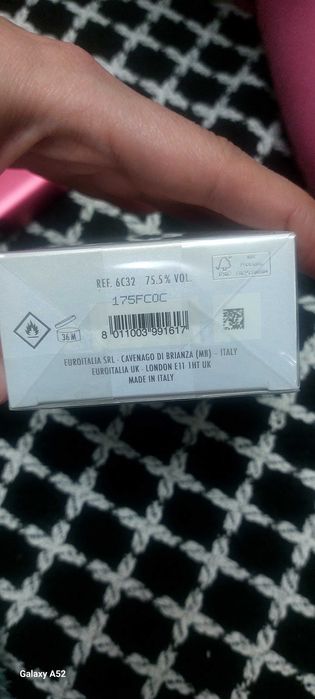 REF. 6C32 75.5% VOL.
175FC0C
36 M
8 011003 991617
EUROITALIA SRL - CAVENAGO DI BRIANZA (MB) - ITALY
EUROITALIA UK - LONDON E11 1HT UK
MADE IN ITALY
Galaxy A52